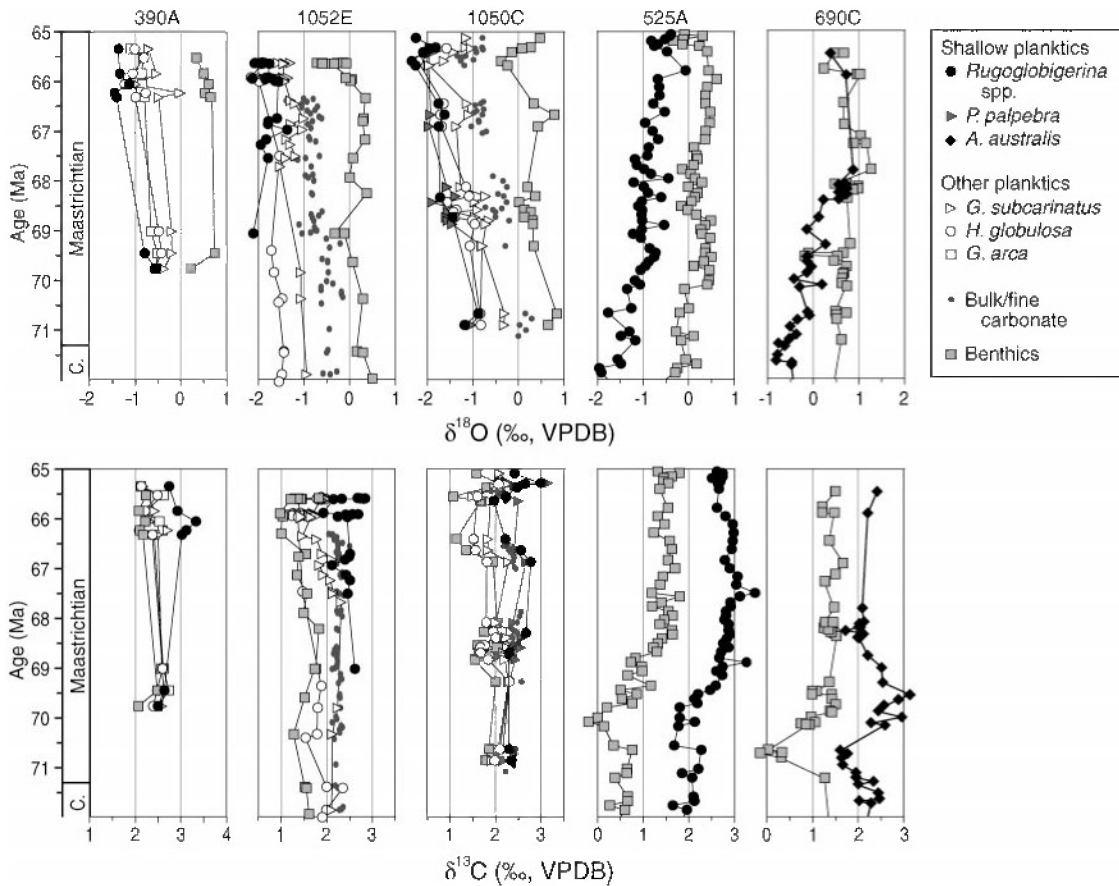 390A 1052E 1050C 525A 690C
65
66
67
68
69
70
71
Age (Ma)
Maastrichtian
C.
-2 -1 0 1 -2 -1 0 1 -2 -1 0 1 -2 -1 0 1 -1 0 1 2
δ¹⁸O (‰, VPDB)
Shallow planktics
Rugoglobigerina spp.
P. palpebra
A. australis
Other planktics
G. subcarinatus
H. globulosa
G. arca
Bulk/fine
carbonate
Benthics
65
66
67
68
69
70
71
Age (Ma)
Maastrichtian
C.
1 2 3 4 1 2 3 1 2 3 0 1 2 3 0 1 2 3
δ¹³C (‰, VPDB)